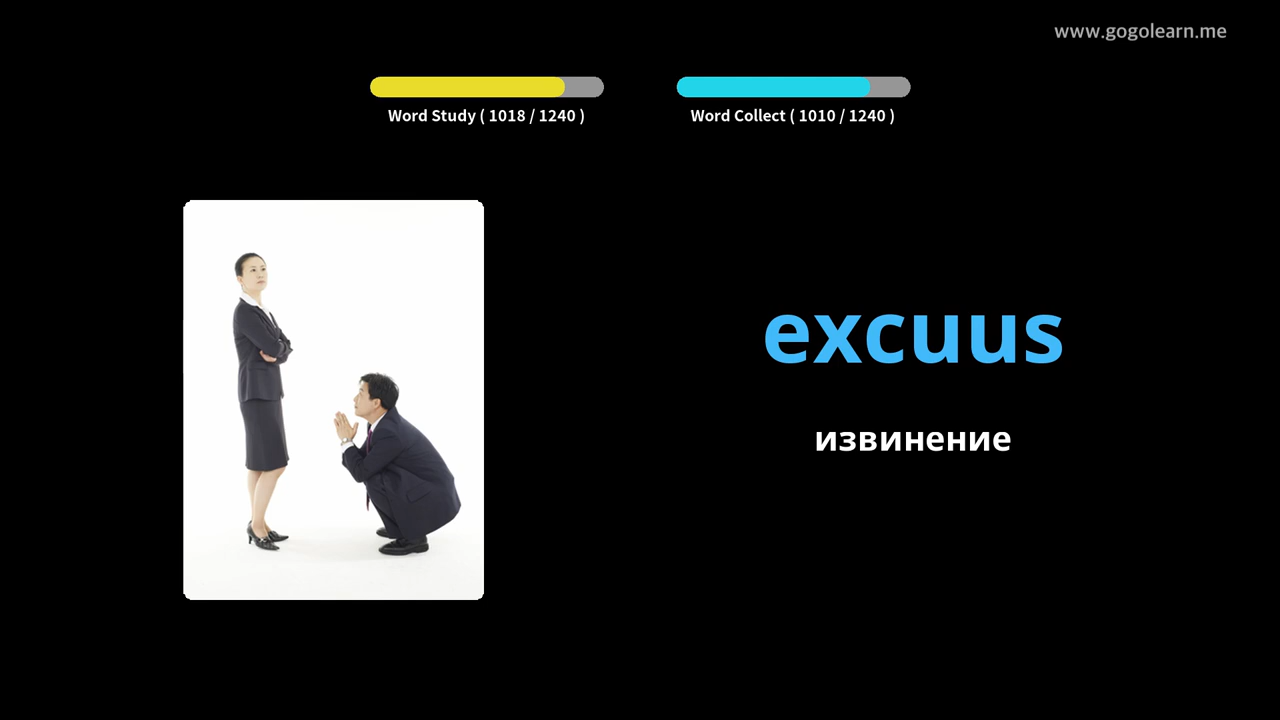 www.gogolearn.me
Word Study ( 1018 / 1240 )
Word Collect ( 1010 / 1240 )
excuus
извинение